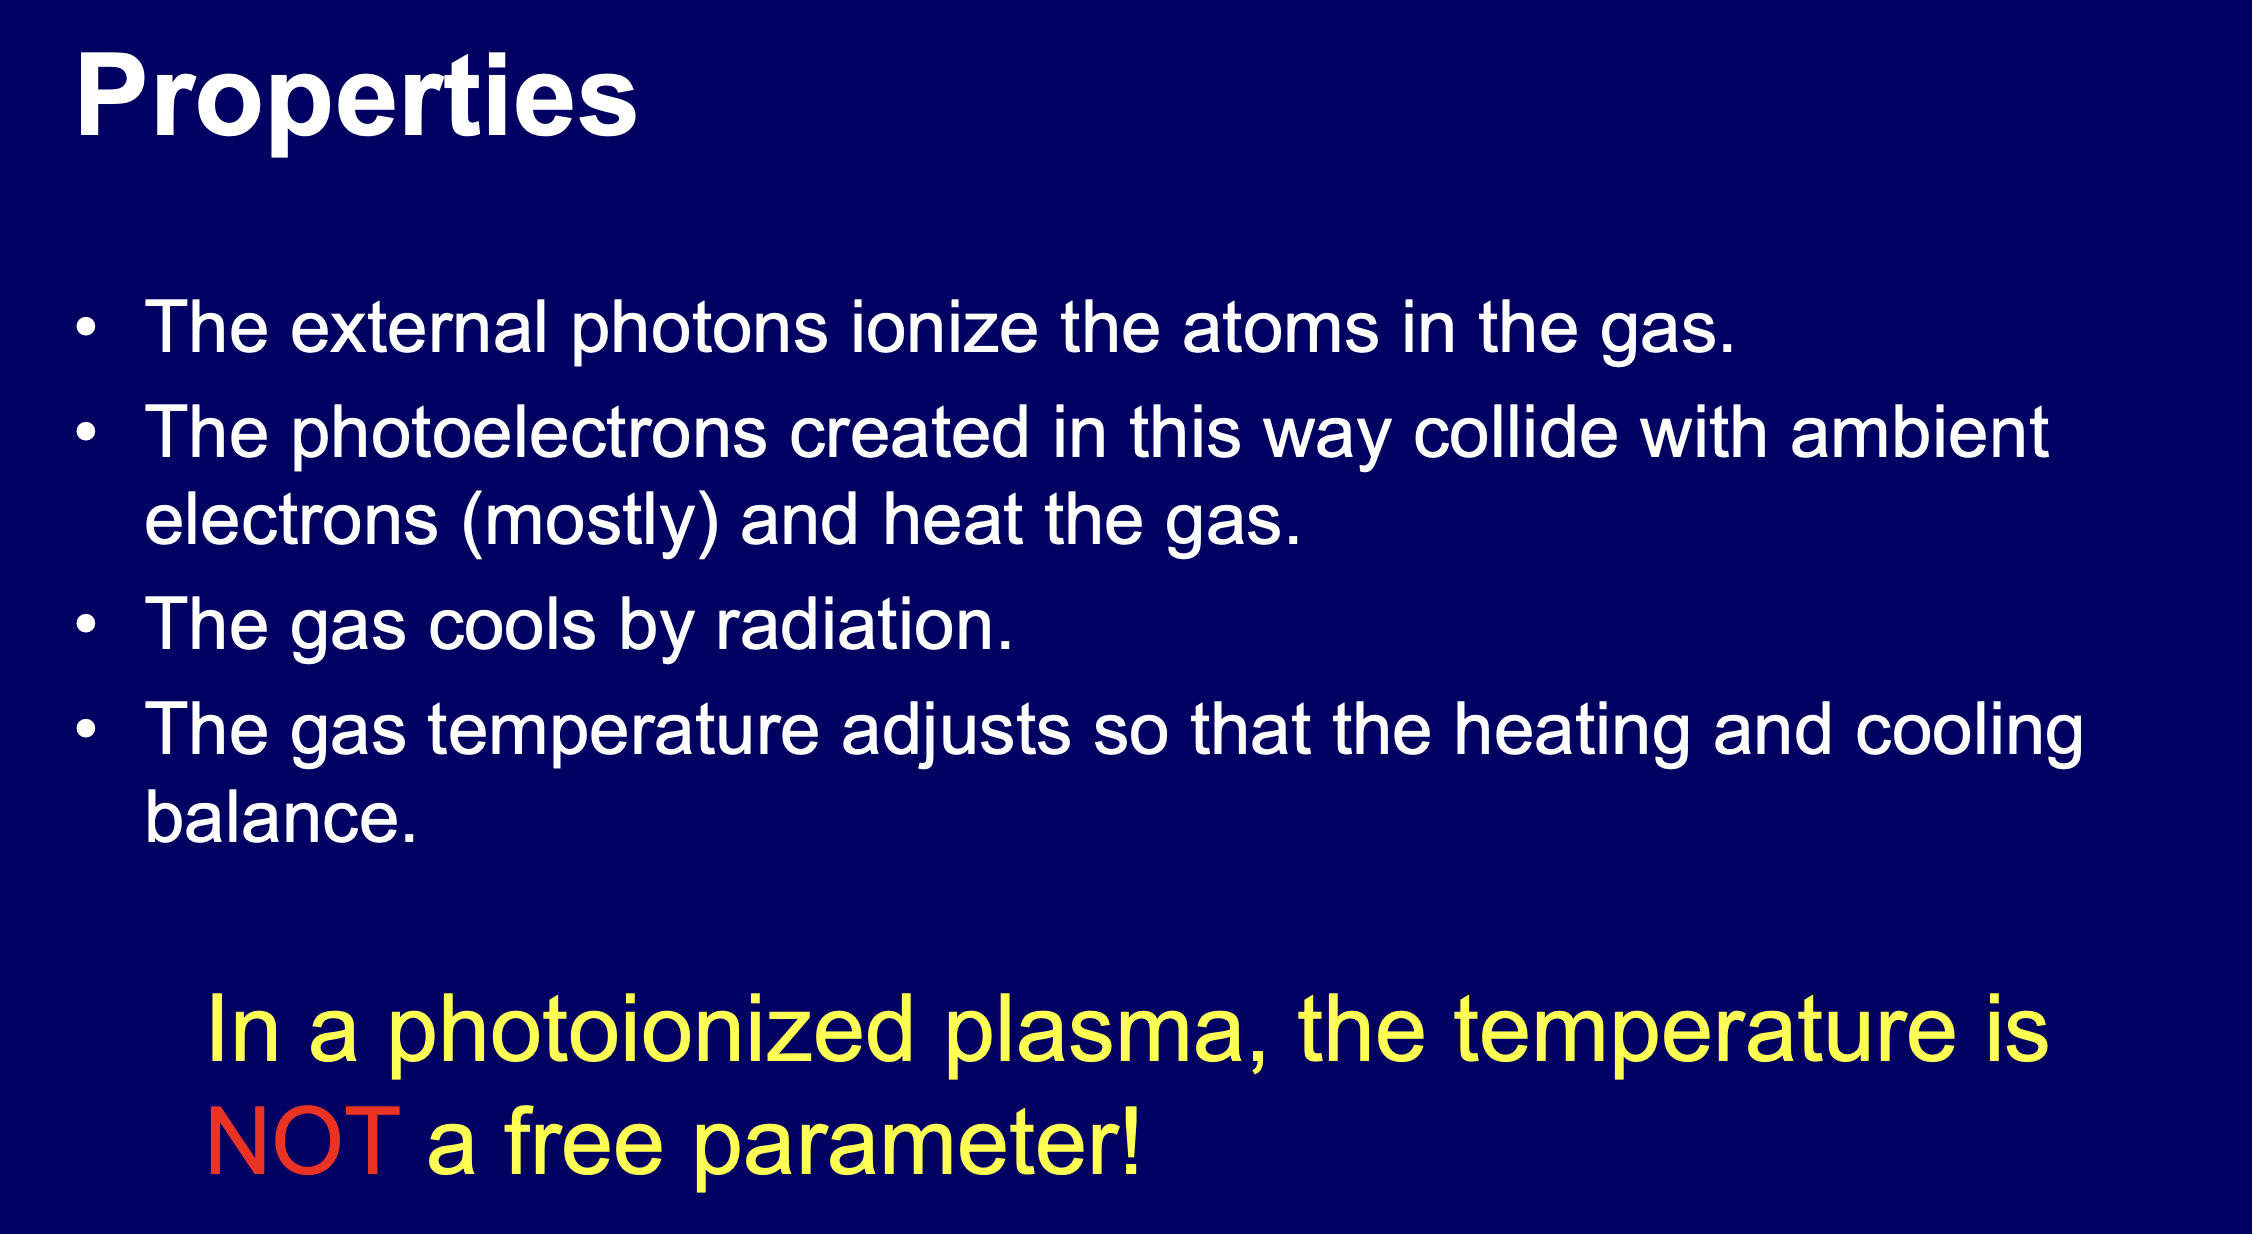 Properties
• The external photons ionize the atoms in the gas.
• The photoelectrons created in this way collide with ambient
electrons (mostly) and heat the gas.
• The gas cools by radiation.
• The gas temperature adjusts so that the heating and cooling
balance.
In a photoionized plasma, the temperature is
NOT a free parameter!